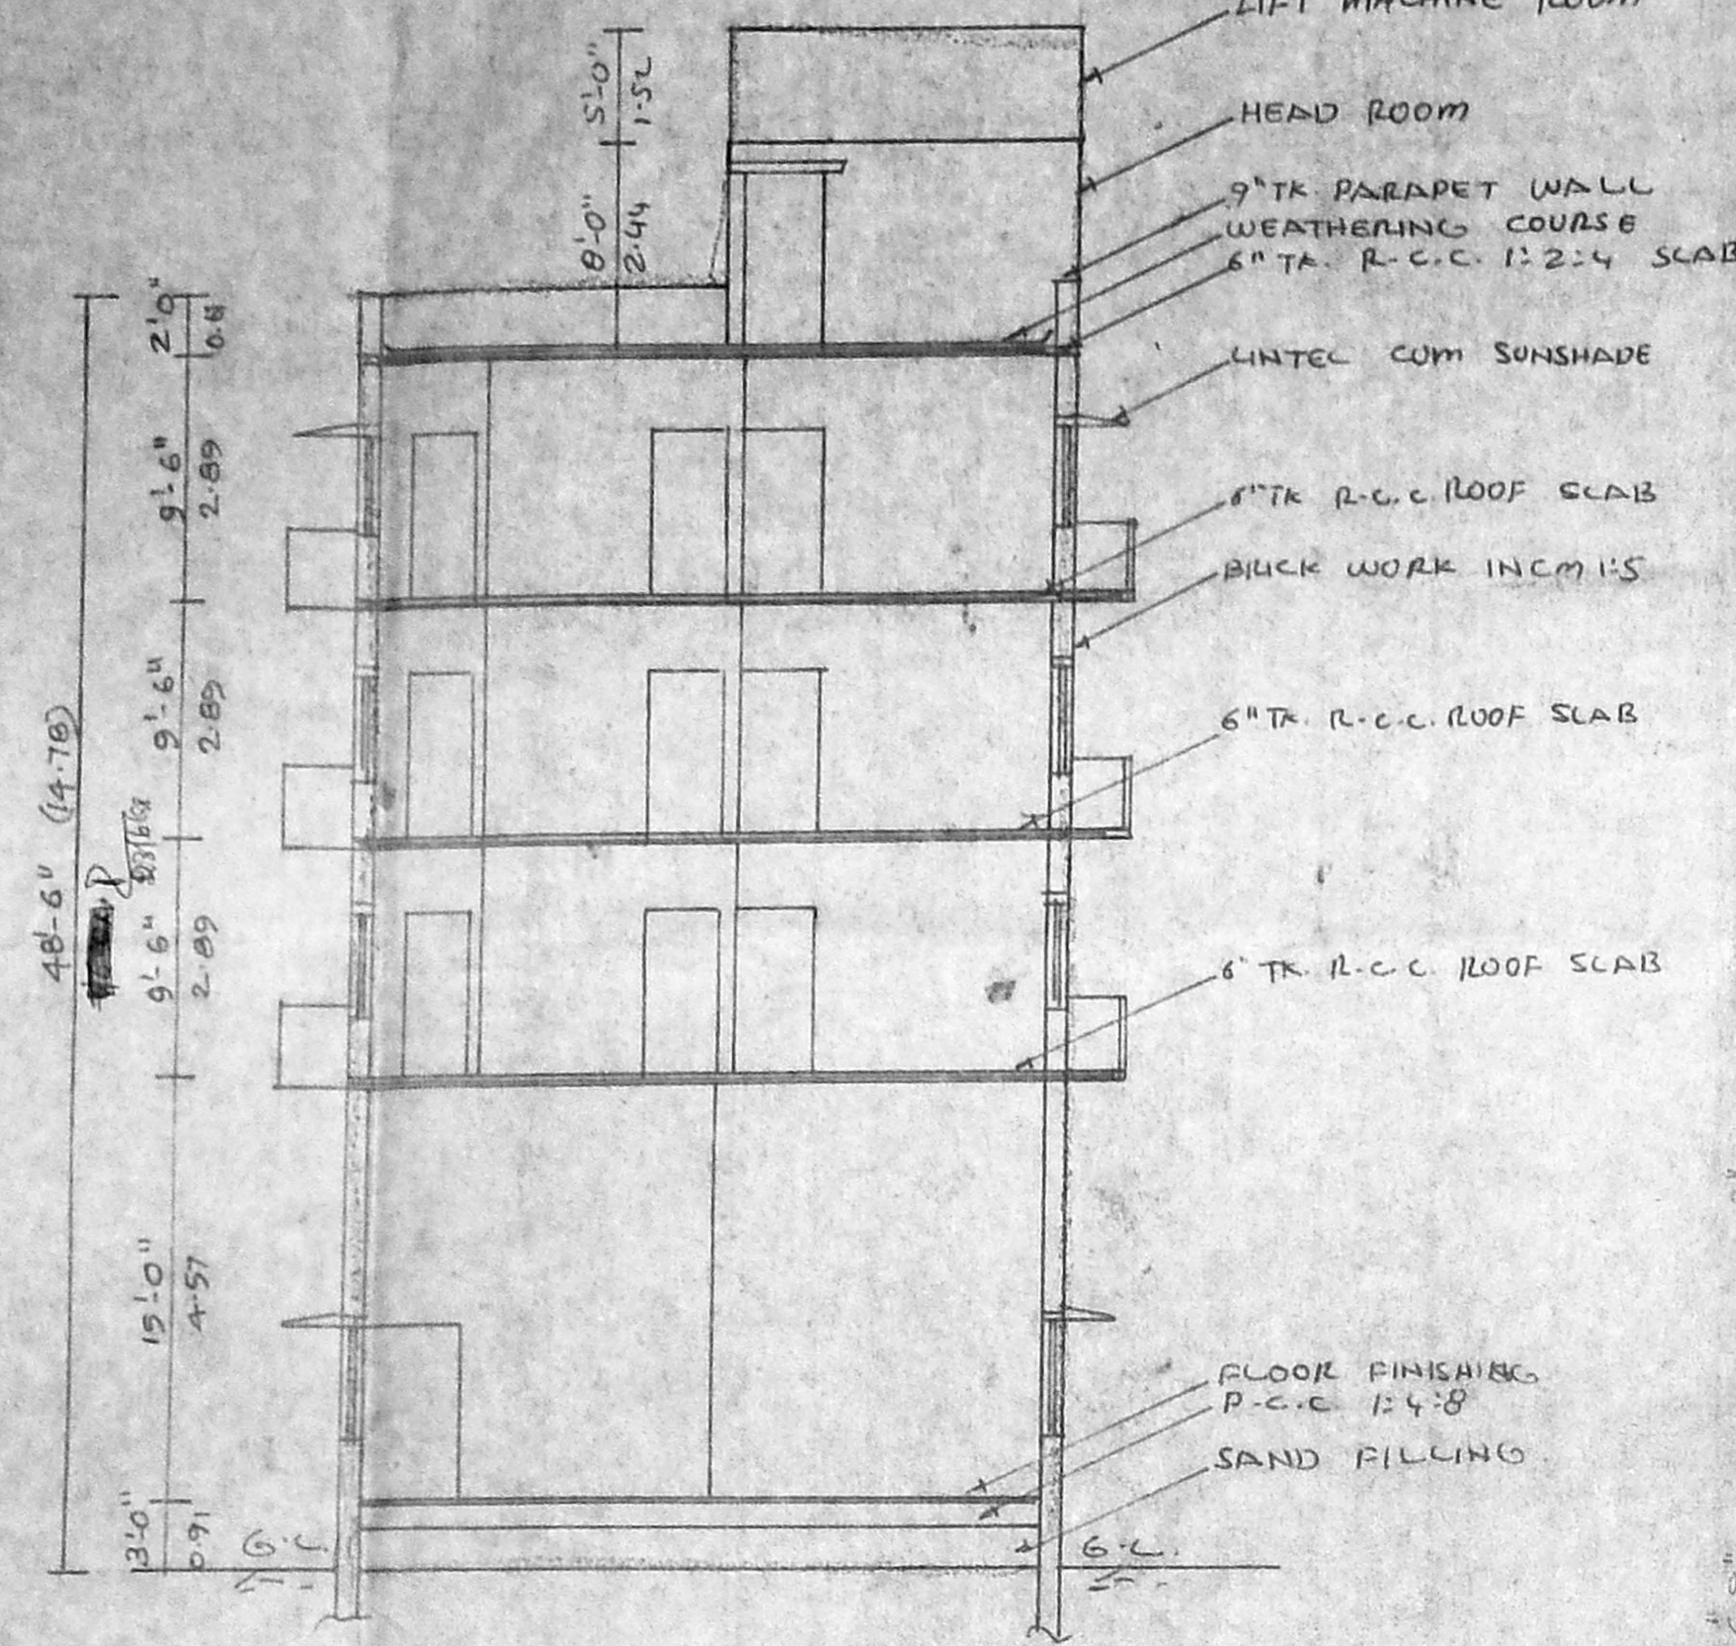 LIFT MACHINE ROOM
5'-0"
1.52
HEAD ROOM
8'-0"
2.44
9" TK. PARAPET WALL
WEATHERING COURSE
6" TK. R.C.C. 1:2:4 SLAB
2'0"
0.61
LINTEL CUM SUNSHADE
9'-6"
2.89
6" TK R.C.C. ROOF SLAB
BRICK WORK IN CM 1:5
9'-6"
2.89
6" TK. R.C.C. ROOF SLAB
48'-6" (14.78)
9'-6"
2.89
6" TK. R.C.C. ROOF SLAB
15'-0"
4.57
FLOOR FINISHING
P.C.C. 1:4:8
SAND FILLING
3'-0"
0.91
G.L.
G.L.